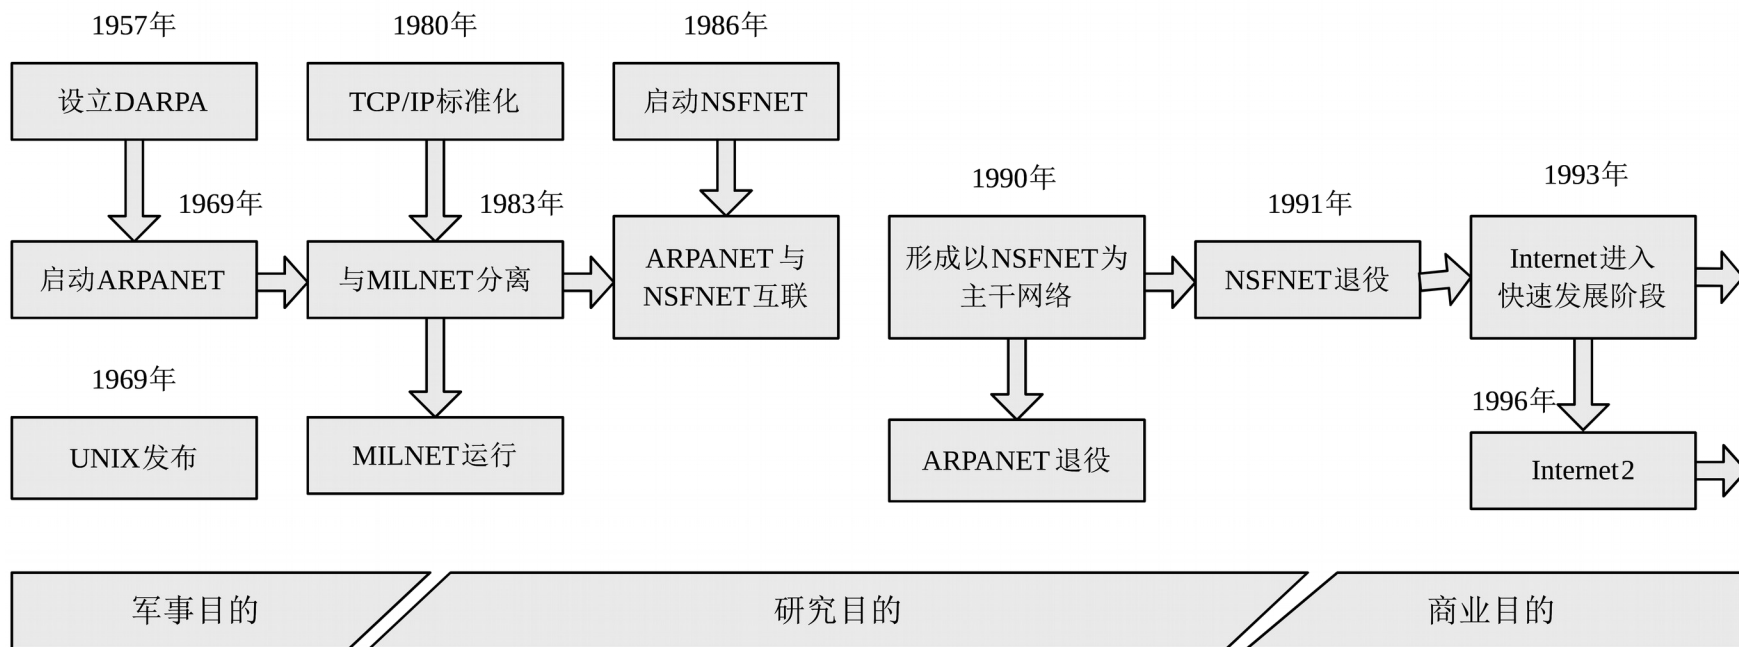 1957年
1980年
1986年
设立DARPA
TCP/IP标准化
启动NSFNET
1969年
1983年
1990年
1991年
1993年
启动ARPANET
与MILNET分离
ARPANET与
NSFNET互联
形成以NSFNET为
主干网络
NSFNET退役
Internet进入
快速发展阶段
1969年
1996年
UNIX发布
MILNET运行
ARPANET退役
Internet2
军事目的
研究目的
商业目的